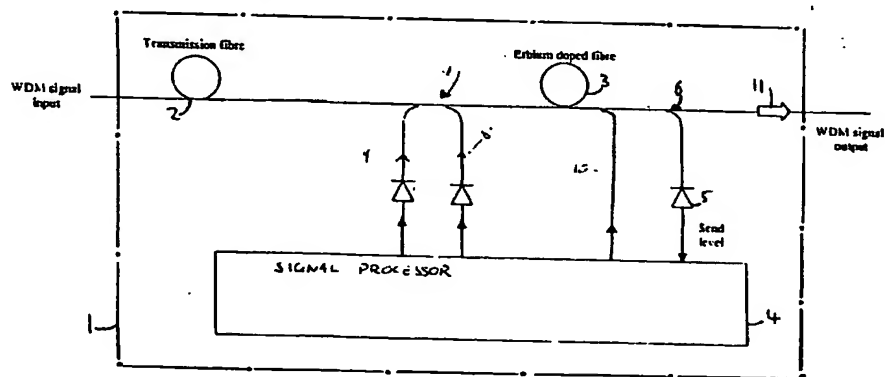 Transmission fibre
Erbium doped fibre
WDM signal
input
2
3
6
11
WDM signal
output
5
Send
level
SIGNAL PROCESSOR
1
4